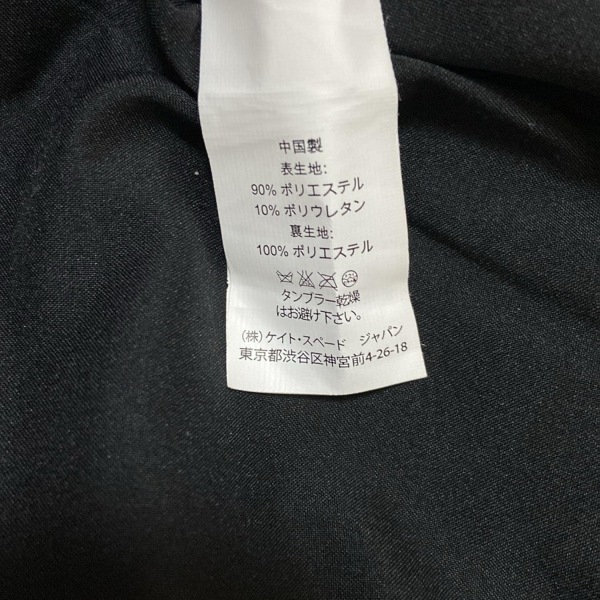 中国製
表生地:
90% ポリエステル
10% ポリウレタン
裏生地:
100% ポリエステル
タンブラー乾燥
はお避け下さい。
(株)ケイト・スペード ジャパン
東京都渋谷区神宮前4-26-18